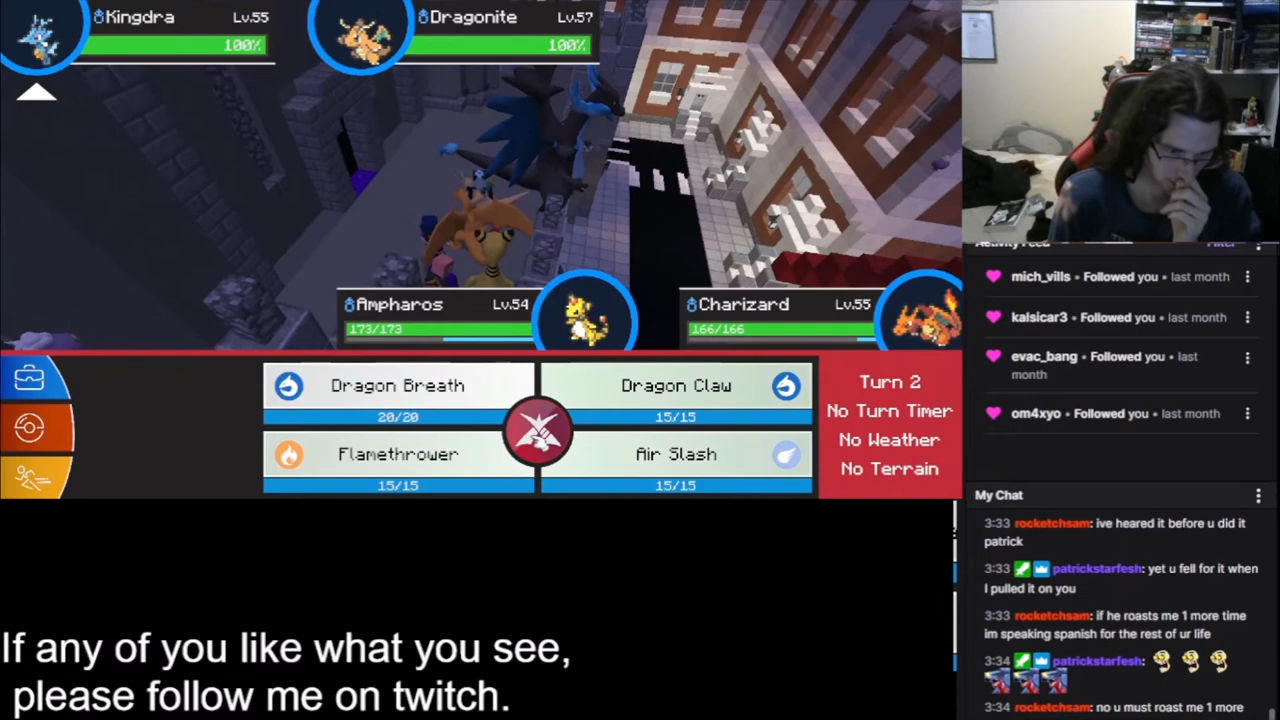 Kingdra Lv.55
100%
Dragonite Lv.57
100%
Ampharos Lv.54
173/173
Charizard Lv.55
166/166
Dragon Breath
20/20
Dragon Claw
15/15
Flamethrower
15/15
Air Slash
15/15
Turn 2
No Turn Timer
No Weather
No Terrain
If any of you like what you see,
please follow me on twitch.
Activity Feed Filter
mich_vills • Followed you • last month
kalsicar3 • Followed you • last month
evac_bang • Followed you • last
month
om4xyo • Followed you • last month
My Chat
3:33 rocketchsam: ive heared it before u did it
patrick
3:33 patrickstarfesh: yet u fell for it when
I pulled it on you
3:33 rocketchsam: if he roasts me 1 more time
im speaking spanish for the rest of ur life
3:34 patrickstarfesh:
3:34 rocketchsam: no u must roast me 1 more